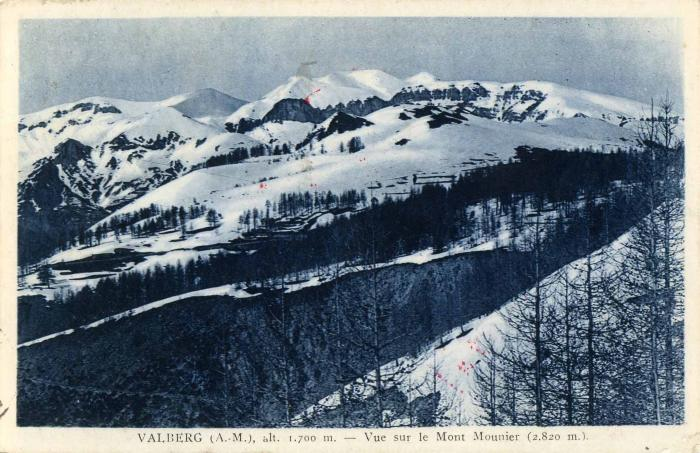 VALBERG (A.-M.), alt. 1.700 m. — Vue sur le Mont Mounier (2.820 m.).